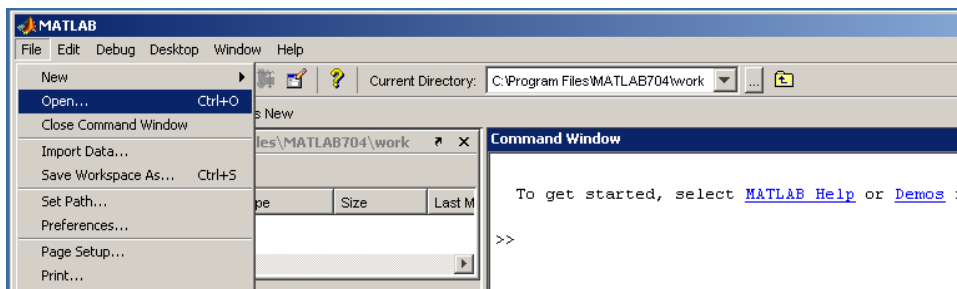 MATLAB
File Edit Debug Desktop Window Help
New
Current Directory: C:\Program Files\MATLAB704\work ...
Open... Ctrl+O
s New
Close Command Window
les\MATLAB704\work
Command Window
Import Data...
Save Workspace As... Ctrl+S
To get started, select MATLAB Help or Demos
Set Path...
pe Size Last M
Preferences...
>>
Page Setup...
Print...